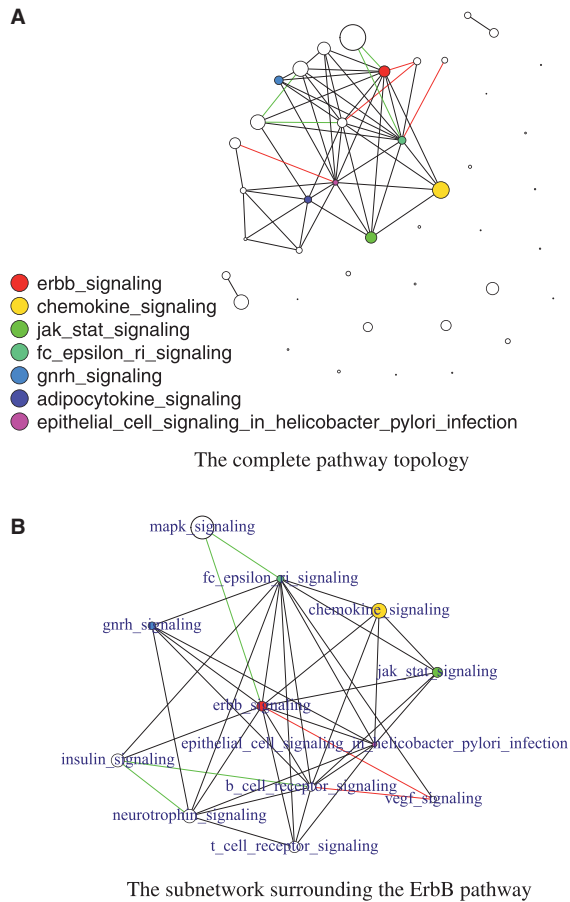 A
erbb_signaling
chemokine_signaling
jak_stat_signaling
fc_epsilon_ri_signaling
gnrh_signaling
adipocytokine_signaling
epithelial_cell_signaling_in_helicobacter_pylori_infection
The complete pathway topology
B
mapk_signaling
fc_epsilon_ri_signaling
chemokine_signaling
gnrh_signaling
jak_stat_signaling
erbb_signaling
epithelial_cell_signaling_in_helicobacter_pylori_infection
insulin_signaling
b_cell_receptor_signaling
vegf_signaling
neurotrophin_signaling
t_cell_receptor_signaling
The subnetwork surrounding the ErbB pathway